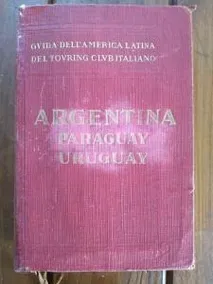 GVIDA DELL'AMERICA LATINA
DEL TOVRING CLVB ITALIANO
ARGENTINA
PARAGUAY
URUGUAY